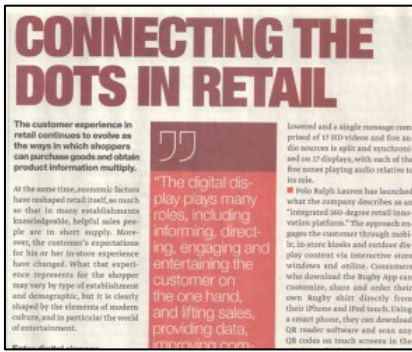 CONNECTING THE
DOTS IN RETAIL
The customer experience in
retail continues to evolve as
the ways in which shoppers
can purchase goods and obtain
product information multiply.
At the same time, economic factors
have reshaped retail itself, so much
so that in many establishments
knowledgeable, helpful sales peo-
ple are in short supply. More-
over, the customer's expectations
for his or her in-store experience
have changed. What that experi-
ence represents for the shopper
may vary by type of establishment
and demographic, but it is clearly
shaped by the elements of modern
culture, and in particular the world
of entertainment.
Enter digital signage
"The digital dis-
play plays many
roles, including
informing, direct-
ing, engaging and
entertaining the
customer on
the one hand,
and lifting sales,
providing data,
improving com-
lowered and a single message com-
prised of 17 HD videos and five au-
dio sources is split and synchroni-
zed on 17 displays, with each of the
five zones playing audio relative to
its role.
■ Polo Ralph Lauren has launched
what the company describes as an
"integrated 360-degree retail inno-
vation platform." The approach en-
gages the customer through mobi-
le, in-store kiosks and outdoor dis-
play content via interactive store
windows and online. Consumers
who download the Rugby App can
customize, share and order their
own Rugby shirt directly from
their iPhone and iPod touch. Using
a smart phone, they can download
QR reader software and scan any
QR codes on touch screens in the